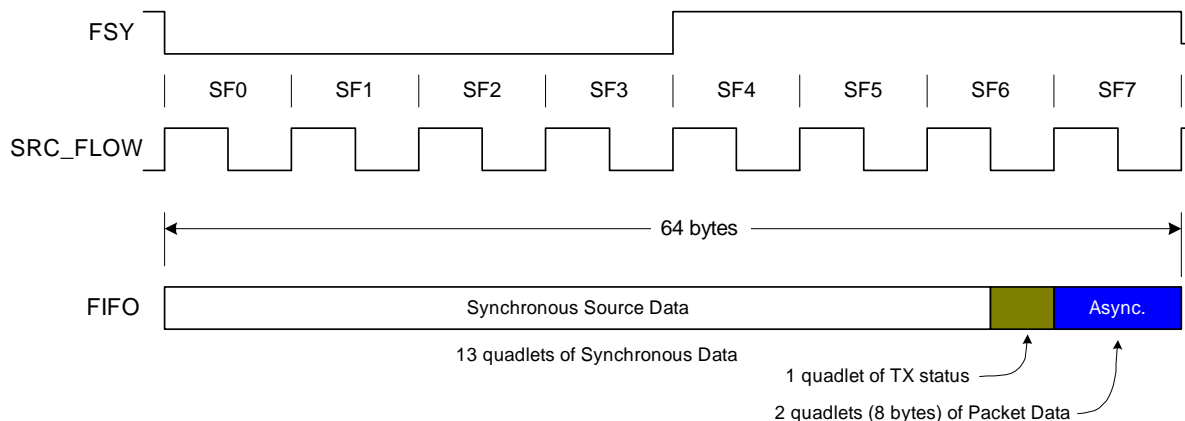 FSY
SF0 SF1 SF2 SF3 SF4 SF5 SF6 SF7
SRC_FLOW
64 bytes
FIFO
Synchronous Source Data
Async.
13 quadlets of Synchronous Data
1 quadlet of TX status
2 quadlets (8 bytes) of Packet Data